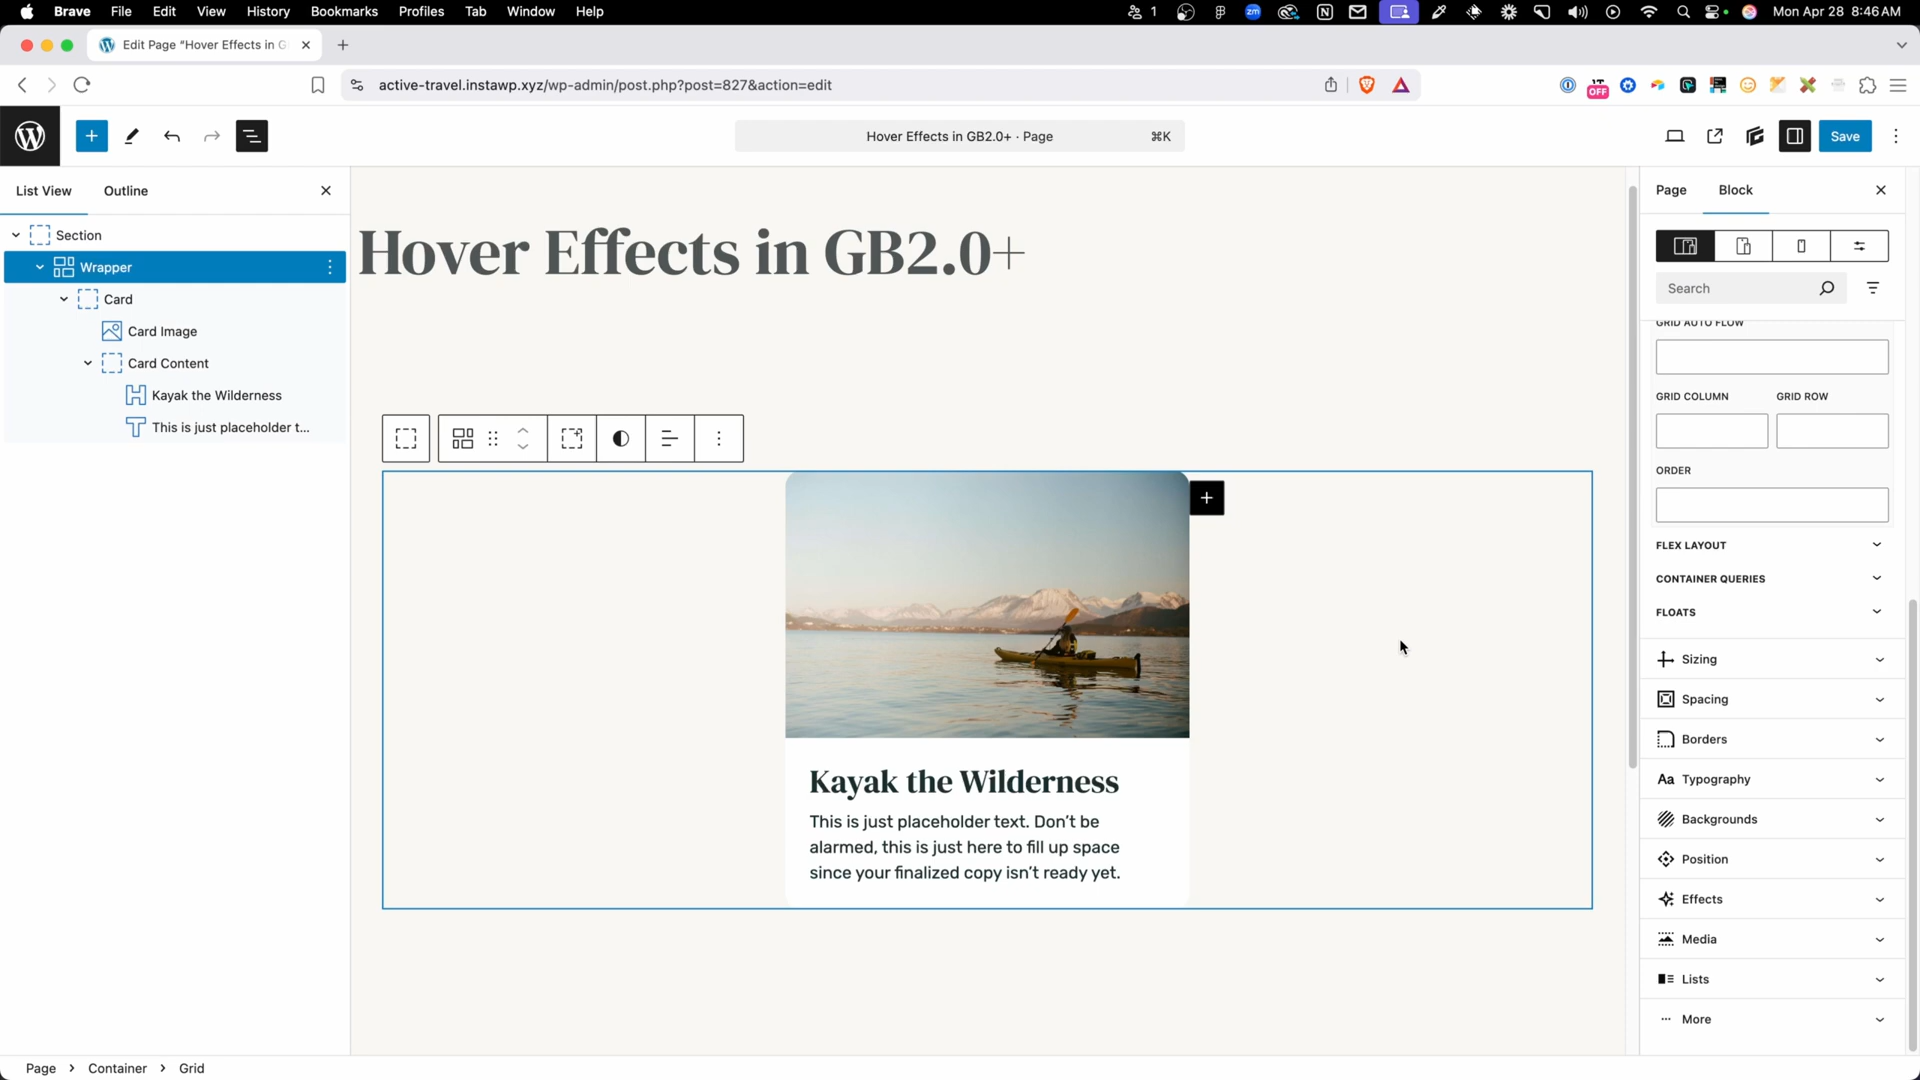 Brave File Edit View History Bookmarks Profiles Tab Window Help
1
zm
Mon Apr 28 8:46 AM
Edit Page “Hover Effects in G
active-travel.instawp.xyz/wp-admin/post.php?post=827&action=edit
OFF
Hover Effects in GB2.0+ · Page
⌘K
Save
List View
Outline
Section
Wrapper
Card
Card Image
Card Content
Kayak the Wilderness
This is just placeholder t...
Hover Effects in GB2.0+
Kayak the Wilderness
This is just placeholder text. Don’t be
alarmed, this is just here to fill up space
since your finalized copy isn’t ready yet.
Page
Block
Search
GRID AUTO FLOW
GRID COLUMN
GRID ROW
ORDER
FLEX LAYOUT
CONTAINER QUERIES
FLOATS
Sizing
Spacing
Borders
Aa Typography
Backgrounds
Position
Effects
Media
Lists
More
Page > Container > Grid